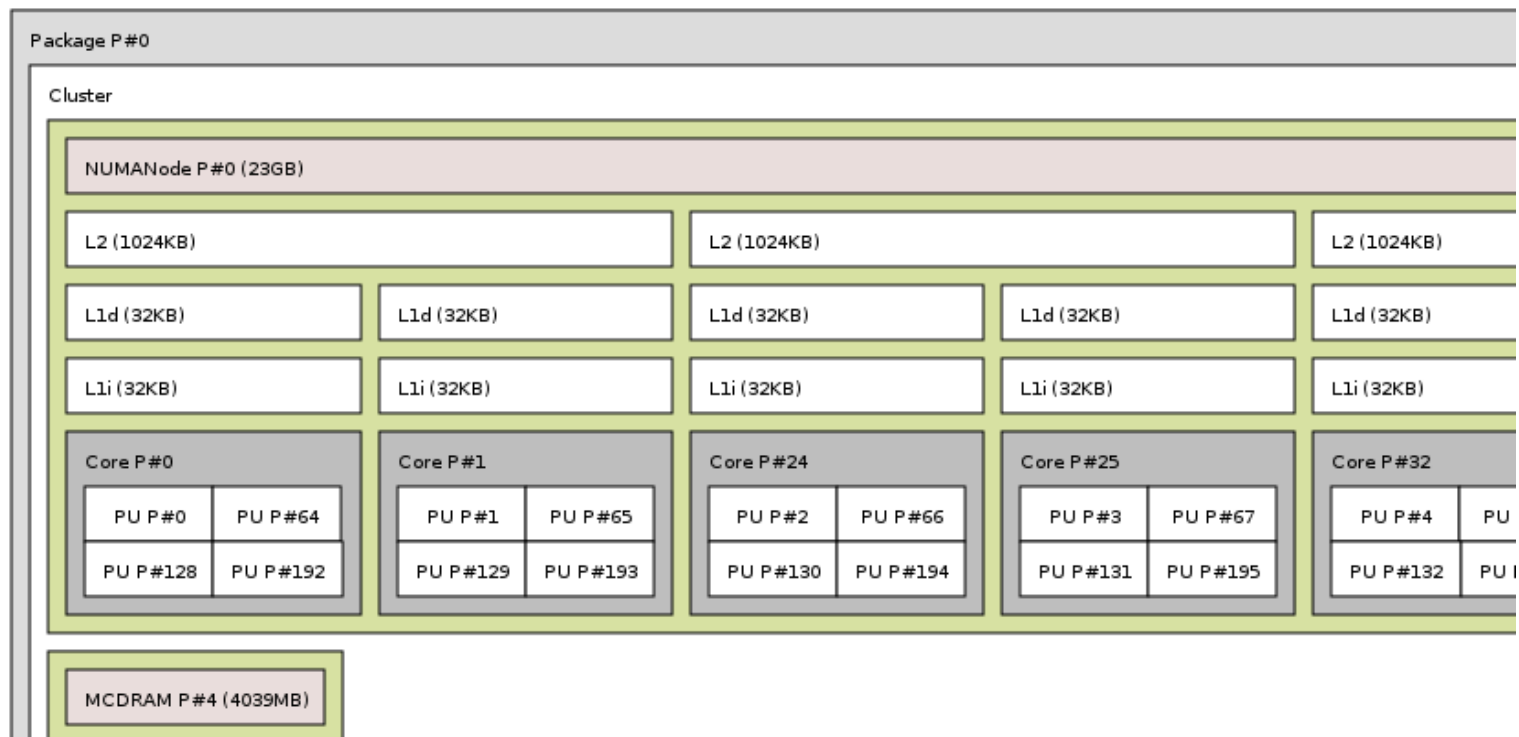 Package P#0
Cluster
NUMANode P#0 (23GB)
L2 (1024KB) L2 (1024KB) L2 (1024KB)
L1d (32KB) L1d (32KB) L1d (32KB) L1d (32KB) L1d (32KB)
L1i (32KB) L1i (32KB) L1i (32KB) L1i (32KB) L1i (32KB)
Core P#0 Core P#1 Core P#24 Core P#25 Core P#32
PU P#0 PU P#64 PU P#1 PU P#65 PU P#2 PU P#66 PU P#3 PU P#67 PU P#4 PU
PU P#128 PU P#192 PU P#129 PU P#193 PU P#130 PU P#194 PU P#131 PU P#195 PU P#132 PU
MCDRAM P#4 (4039MB)